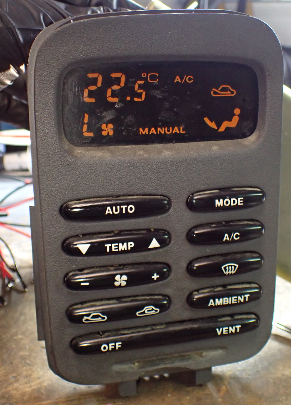 22.5°C A/C
L MANUAL
AUTO MODE
TEMP A/C
- +
AMBIENT
OFF VENT